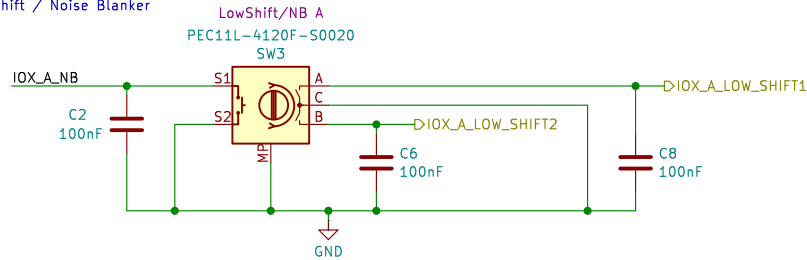 hift / Noise Blanker
LowShift/NB A
PEC11L-4120F-S0020
SW3
IOX_A_NB
S1
A
IOX_A_LOW_SHIFT1
C
S2
B
IOX_A_LOW_SHIFT2
C2
100nF
MP
C6
100nF
C8
100nF
GND